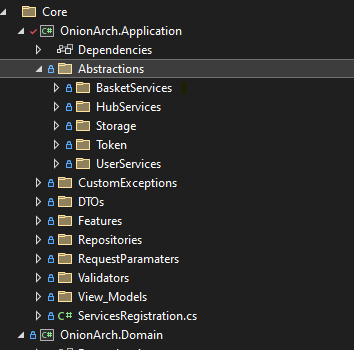 Core
C# OnionArch.Application
Dependencies
Abstractions
BasketServices
HubServices
Storage
Token
UserServices
CustomExceptions
DTOs
Features
Repositories
RequestParamaters
Validators
View_Models
C# ServicesRegistration.cs
C# OnionArch.Domain